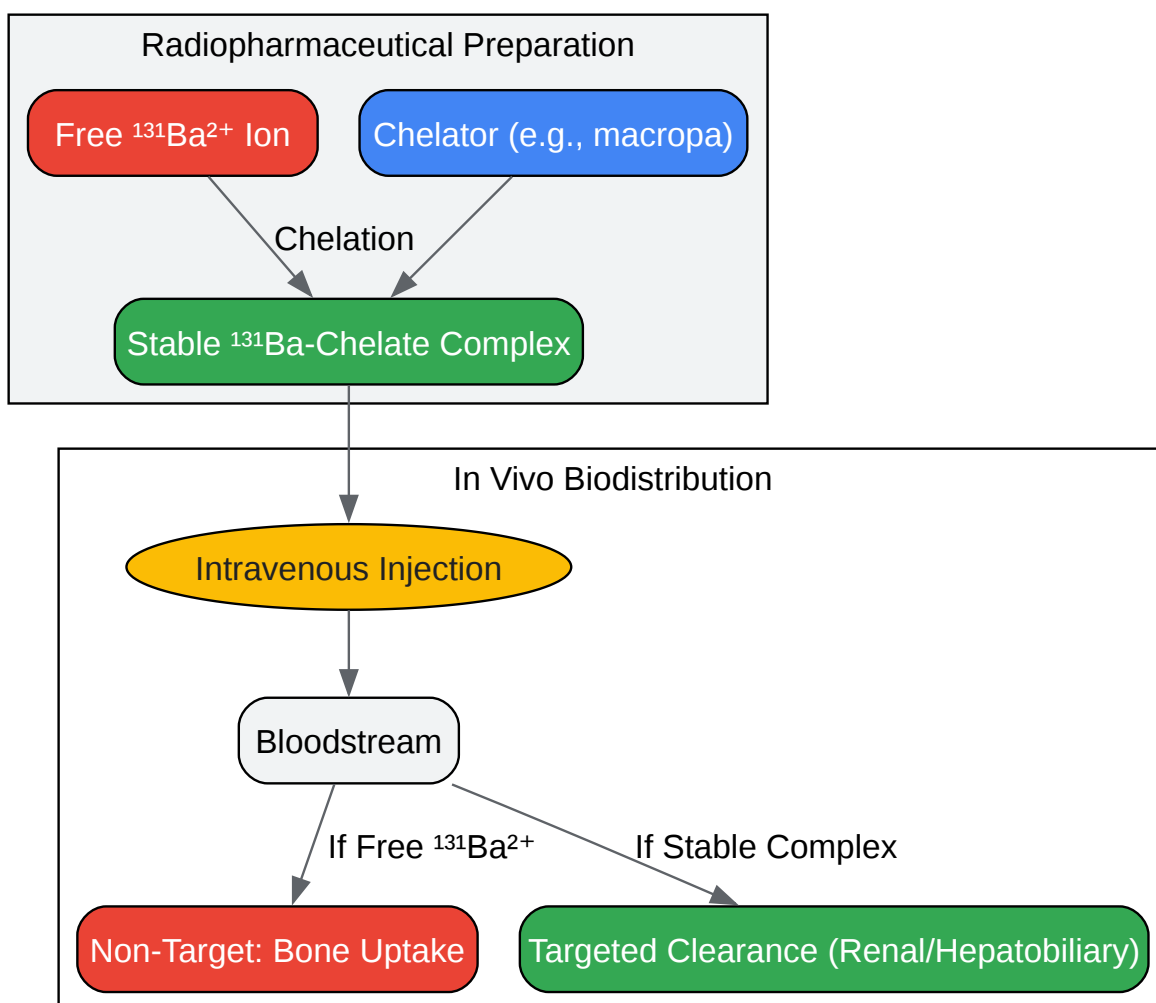 Radiopharmaceutical Preparation
Free ¹³¹Ba²⁺ Ion
Chelator (e.g., macropa)
Chelation
Stable ¹³¹Ba-Chelate Complex
In Vivo Biodistribution
Intravenous Injection
Bloodstream
If Free ¹³¹Ba²⁺
If Stable Complex
Non-Target: Bone Uptake
Targeted Clearance (Renal/Hepatobiliary)